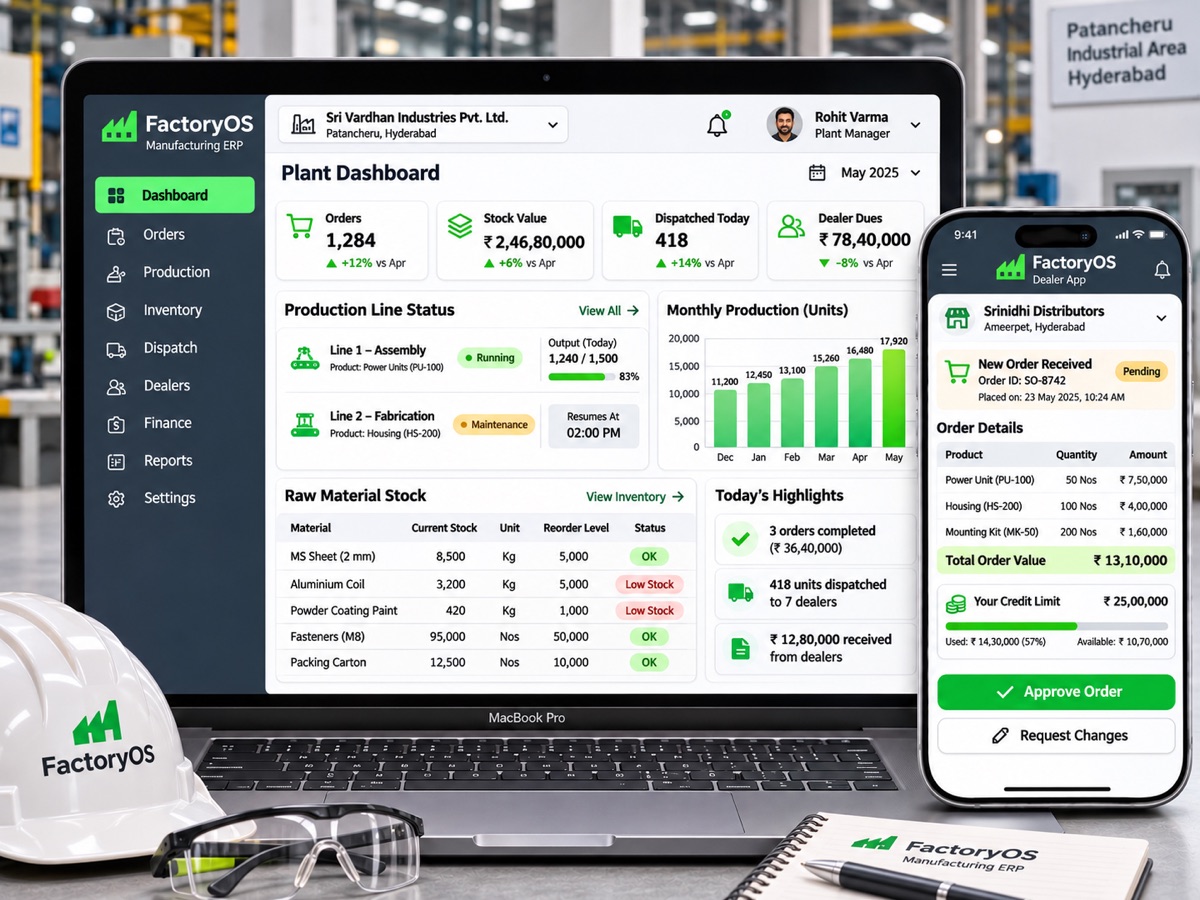 Patancheru
Industrial Area
Hyderabad
FactoryOS
Manufacturing ERP
Dashboard
Orders
Production
Inventory
Dispatch
Dealers
Finance
Reports
Settings
Sri Vardhan Industries Pvt. Ltd.
Patancheru, Hyderabad
Rohit Varma
Plant Manager
Plant Dashboard
May 2025
Orders
1,284
▲ +12% vs Apr
Stock Value
₹ 2,46,80,000
▲ +6% vs Apr
Dispatched Today
418
▲ +14% vs Apr
Dealer Dues
₹ 78,40,000
▼ -8% vs Apr
Production Line Status
View All →
Line 1 – Assembly
Product: Power Units (PU-100)
Running
Output (Today)
1,240 / 1,500
83%
Line 2 – Fabrication
Product: Housing (HS-200)
Maintenance
Resumes At
02:00 PM
Monthly Production (Units)
20,000
15,000
10,000
5,000
0
11,200
12,450
13,100
15,260
16,480
17,920
Dec Jan Feb Mar Apr May
Raw Material Stock
View Inventory →
Material Current Stock Unit Reorder Level Status
MS Sheet (2 mm) 8,500 Kg 5,000 OK
Aluminium Coil 3,200 Kg 5,000 Low Stock
Powder Coating Paint 420 Kg 1,000 Low Stock
Fasteners (M8) 95,000 Nos 50,000 OK
Packing Carton 12,500 Nos 10,000 OK
Today's Highlights
3 orders completed
(₹ 36,40,000)
418 units dispatched
to 7 dealers
₹ 12,80,000 received
from dealers
MacBook Pro
9:41
FactoryOS
Dealer App
Srinidhi Distributors
Ameerpet, Hyderabad
New Order Received
Order ID: SO-8742
Placed on: 23 May 2025, 10:24 AM
Pending
Order Details
Product Quantity Amount
Power Unit (PU-100) 50 Nos ₹ 7,50,000
Housing (HS-200) 100 Nos ₹ 4,00,000
Mounting Kit (MK-50) 200 Nos ₹ 1,60,000
Total Order Value ₹ 13,10,000
Your Credit Limit ₹ 25,00,000
Used: ₹ 14,30,000 (57%) Available: ₹ 10,70,000
Approve Order
Request Changes
FactoryOS
FactoryOS
Manufacturing ERP